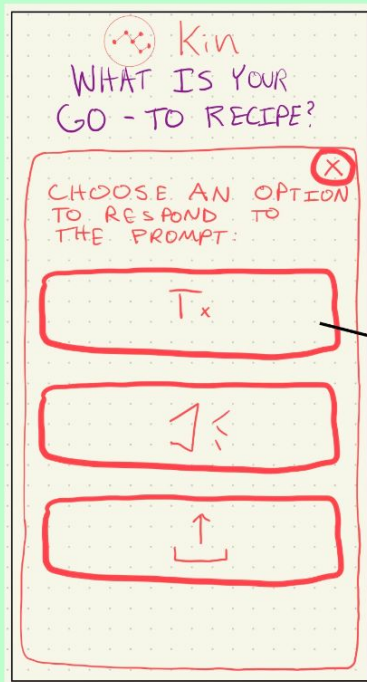 Kin
WHAT IS YOUR
GO-TO RECIPE?
X
CHOOSE AN OPTION
TO RESPOND TO
THE PROMPT:
Tx